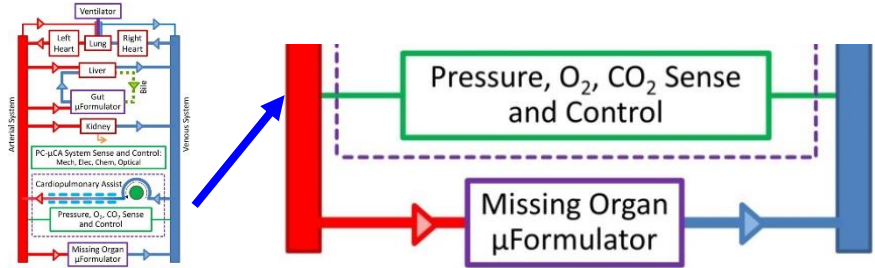 Ventilator
Left
Heart
Lung
Right
Heart
Liver
Bile
Gut
µFormulator
Kidney
Arterial System
Venous System
PC-µCA System Sense and Control:
Mech, Elec, Chem, Optical
Cardiopulmonary Assist
Pressure, O₂, CO₂ Sense
and Control
Missing Organ
µFormulator
Pressure, O₂, CO₂ Sense
and Control
Missing Organ
µFormulator